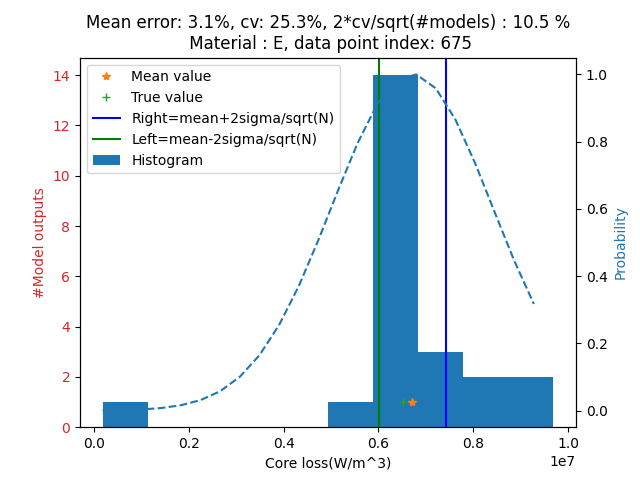 Mean error: 3.1%, cv: 25.3%, 2*cv/sqrt(#models) : 10.5 %
Material : E, data point index: 675
Mean value
True value
Right=mean+2sigma/sqrt(N)
Left=mean-2sigma/sqrt(N)
Histogram
#Model outputs
14
12
10
8
6
4
2
0
1.0
0.8
0.6
0.4
0.2
0.0
Probability
0.0 0.2 0.4 0.6 0.8 1.0
1e7
Core loss(W/m^3)